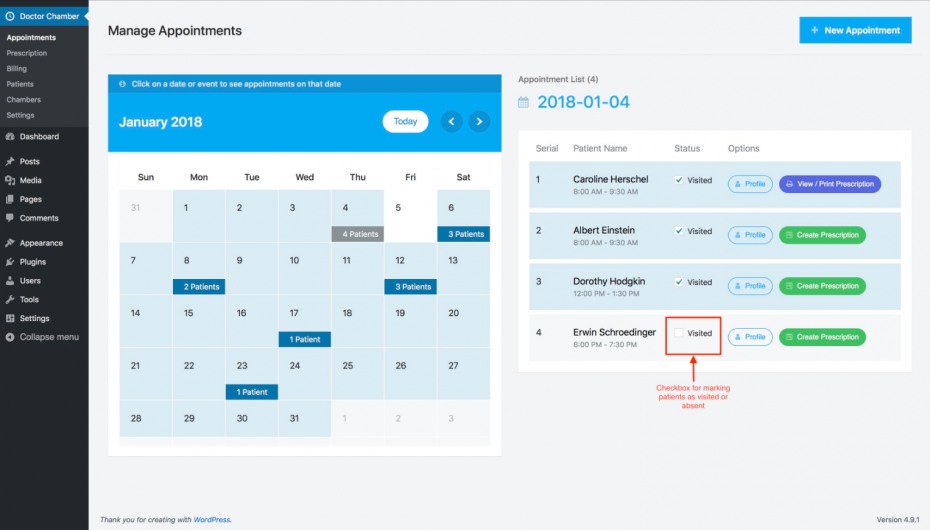 Doctor Chamber
Appointments
Prescription
Billing
Patients
Chambers
Settings
Dashboard
Posts
Media
Pages
Comments
Appearance
Plugins
Users
Tools
Settings
Collapse menu
Manage Appointments
+ New Appointment
Click on a date or event to see appointments on that date
January 2018
Today
Sun Mon Tue Wed Thu Fri Sat
31 1 2 3 4 5 6
4 Patients 3 Patients
7 8 9 10 11 12 13
2 Patients 3 Patients
14 15 16 17 18 19 20
1 Patient
21 22 23 24 25 26 27
1 Patient
28 29 30 31 1 2 3
Appointment List (4)
2018-01-04
Serial Patient Name Status Options
1 Caroline Herschel Visited Profile View / Print Prescription
8:00 AM - 9:30 AM
2 Albert Einstein Visited Profile Create Prescription
8:00 AM - 9:30 AM
3 Dorothy Hodgkin Visited Profile Create Prescription
12:00 PM - 1:30 PM
4 Erwin Schroedinger Visited Profile Create Prescription
6:00 PM - 7:30 PM
Checkbox for marking
patients as visited or
absent
Thank you for creating with WordPress.
Version 4.9.1